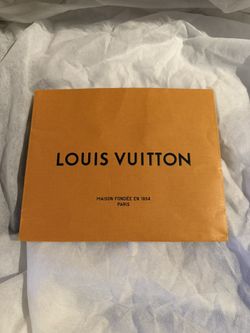 LOUIS VUITTON
MAISON FONDÉE EN 1854
PARIS